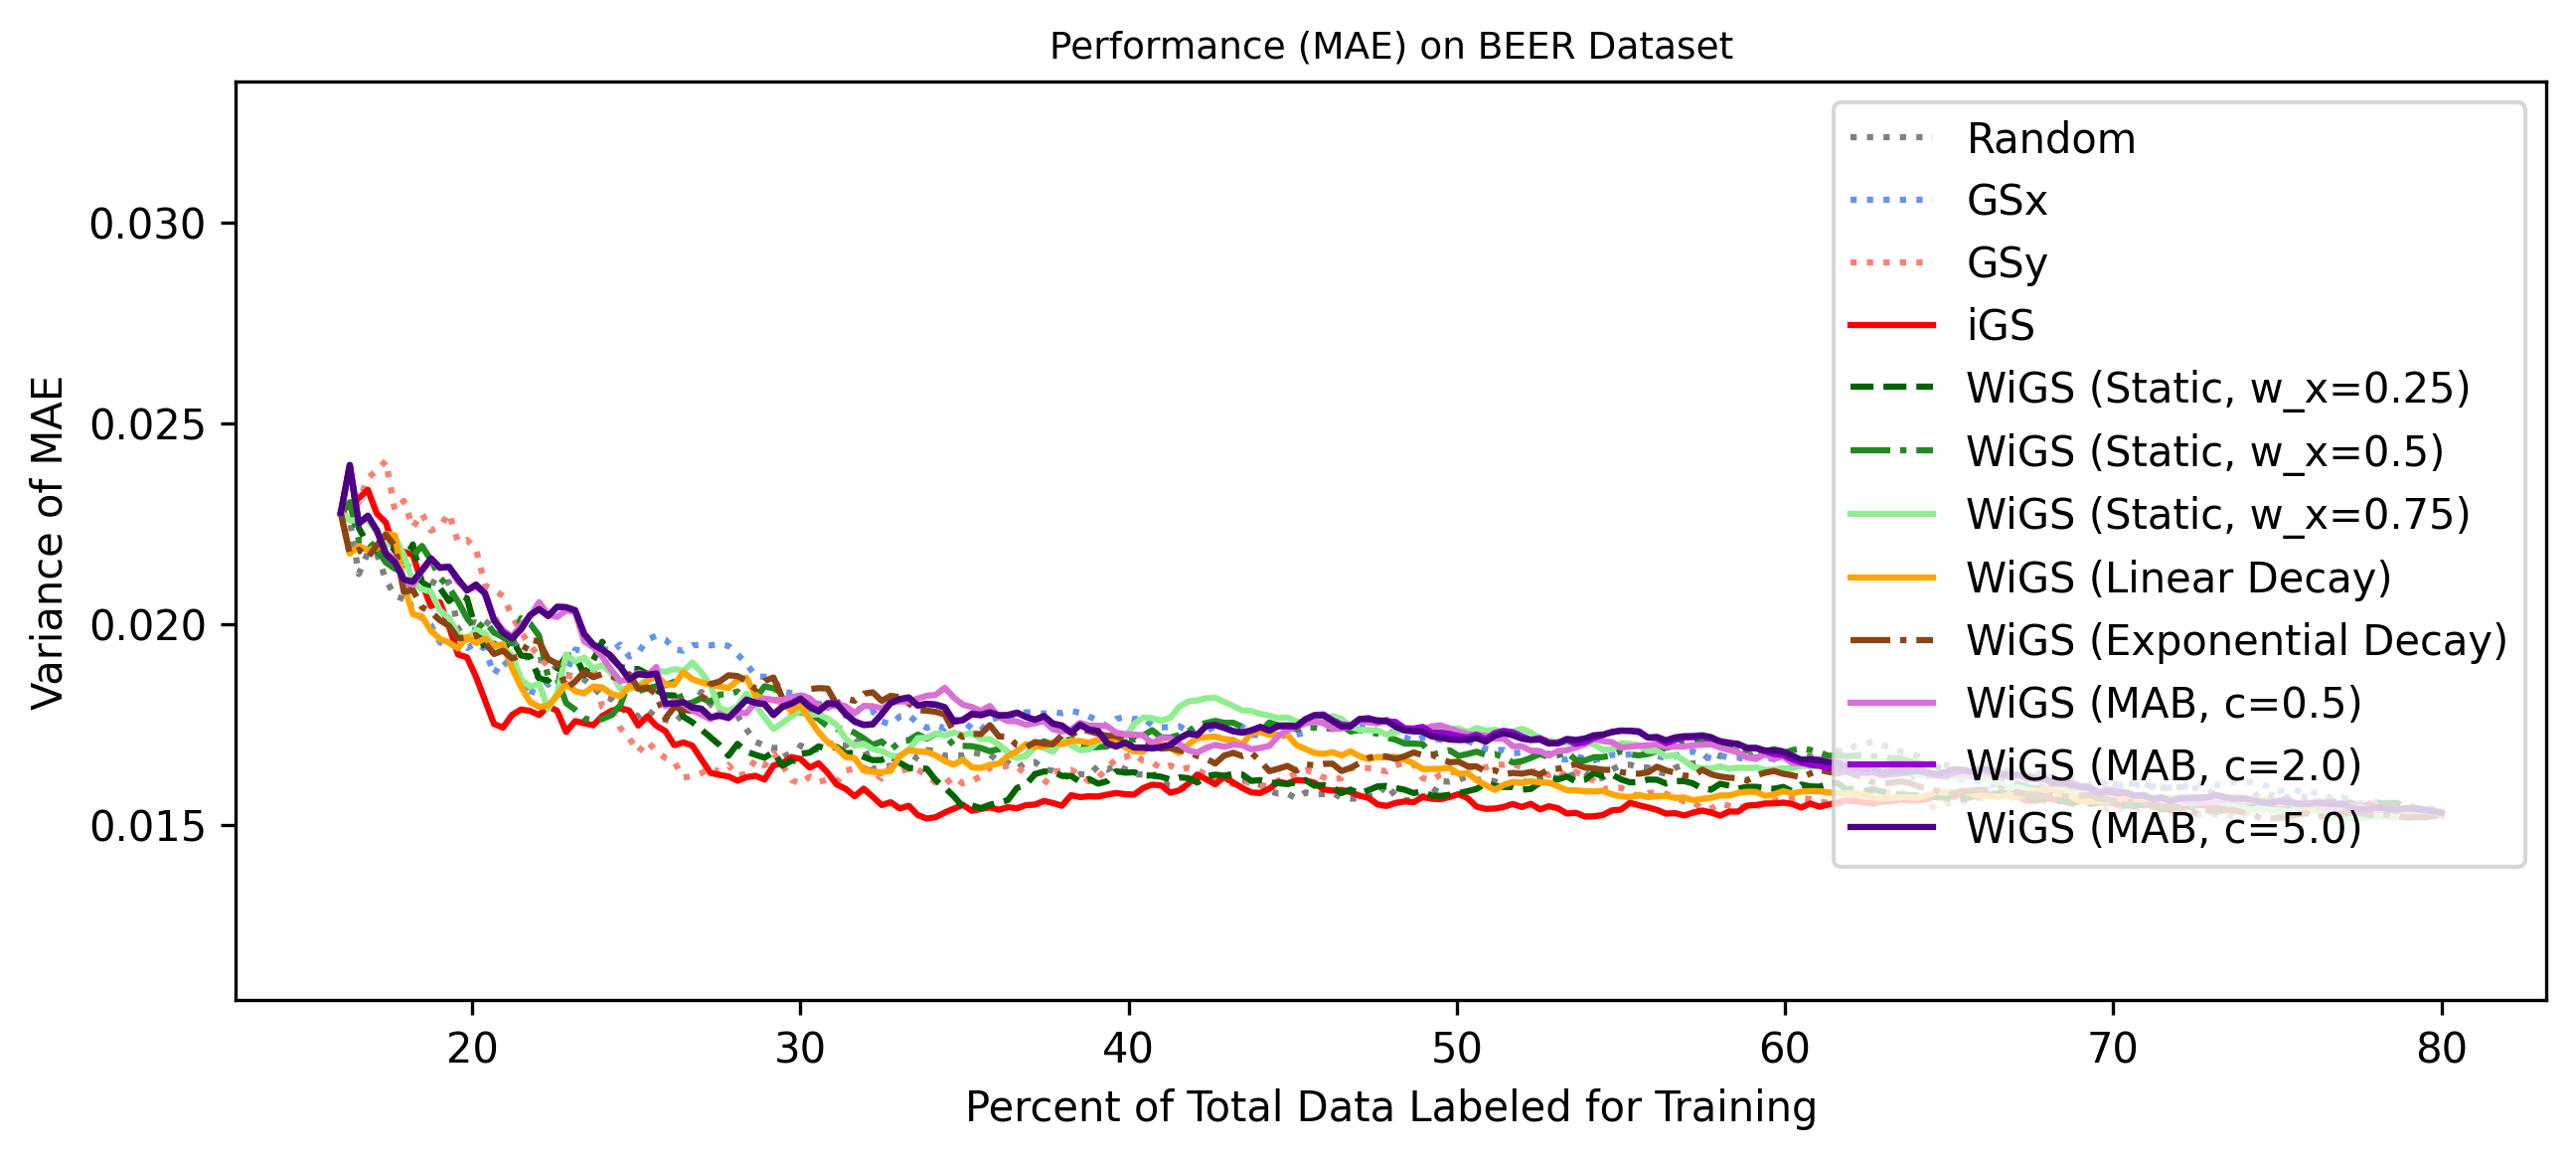 Performance (MAE) on BEER Dataset
Variance of MAE
0.030
0.025
0.020
0.015
Random
GSx
GSy
iGS
WiGS (Static, w_x=0.25)
WiGS (Static, w_x=0.5)
WiGS (Static, w_x=0.75)
WiGS (Linear Decay)
WiGS (Exponential Decay)
WiGS (MAB, c=0.5)
WiGS (MAB, c=2.0)
WiGS (MAB, c=5.0)
20 30 40 50 60 70 80
Percent of Total Data Labeled for Training